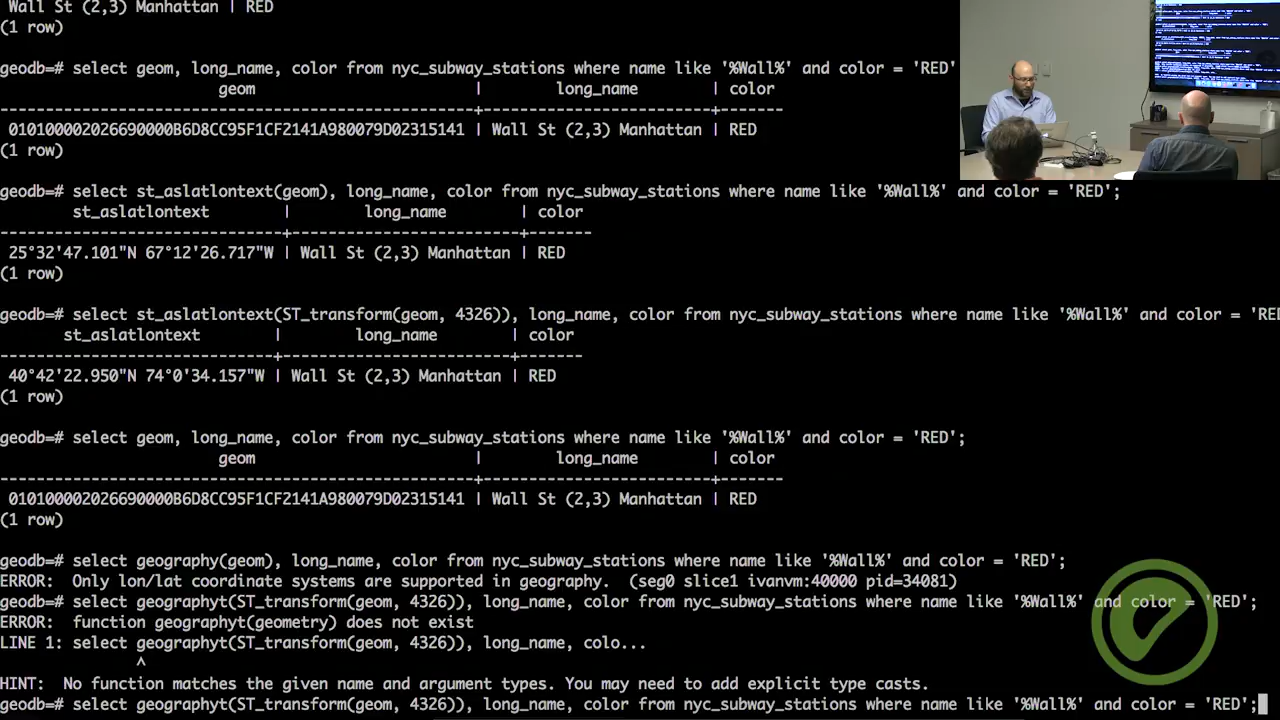 Wall St (2,3) Manhattan | RED
(1 row)
geodb=# select geom, long_name, color from nyc_subway_stations where name like '%Wall%' and color = 'RED'
geom | long_name | color
----------------------------------------------------+--------------------------+-------
010100002026690000B6D8CC95F1CF2141A980079D02315141 | Wall St (2,3) Manhattan | RED
(1 row)
geodb=# select st_aslatlontext(geom), long_name, color from nyc_subway_stations where name like '%Wall%' and color = 'RED';
st_aslatlontext | long_name | color
-------------------------------+--------------------------+-------
25°32'47.101"N 67°12'26.717"W | Wall St (2,3) Manhattan | RED
(1 row)
geodb=# select st_aslatlontext(ST_transform(geom, 4326)), long_name, color from nyc_subway_stations where name like '%Wall%' and color = 'RED
st_aslatlontext | long_name | color
------------------------------+--------------------------+-------
40°42'22.950"N 74°0'34.157"W | Wall St (2,3) Manhattan | RED
(1 row)
geodb=# select geom, long_name, color from nyc_subway_stations where name like '%Wall%' and color = 'RED';
geom | long_name | color
----------------------------------------------------+--------------------------+-------
010100002026690000B6D8CC95F1CF2141A980079D02315141 | Wall St (2,3) Manhattan | RED
(1 row)
geodb=# select geography(geom), long_name, color from nyc_subway_stations where name like '%Wall%' and color = 'RED';
ERROR: Only lon/lat coordinate systems are supported in geography. (seg0 slice1 ivanvm:40000 pid=34081)
geodb=# select geographyt(ST_transform(geom, 4326)), long_name, color from nyc_subway_stations where name like '%Wall%' and color = 'RED';
ERROR: function geographyt(geometry) does not exist
LINE 1: select geographyt(ST_transform(geom, 4326)), long_name, colo...
^
HINT: No function matches the given name and argument types. You may need to add explicit type casts.
geodb=# select geographyt(ST_transform(geom, 4326)), long_name, color from nyc_subway_stations where name like '%Wall%' and color = 'RED';